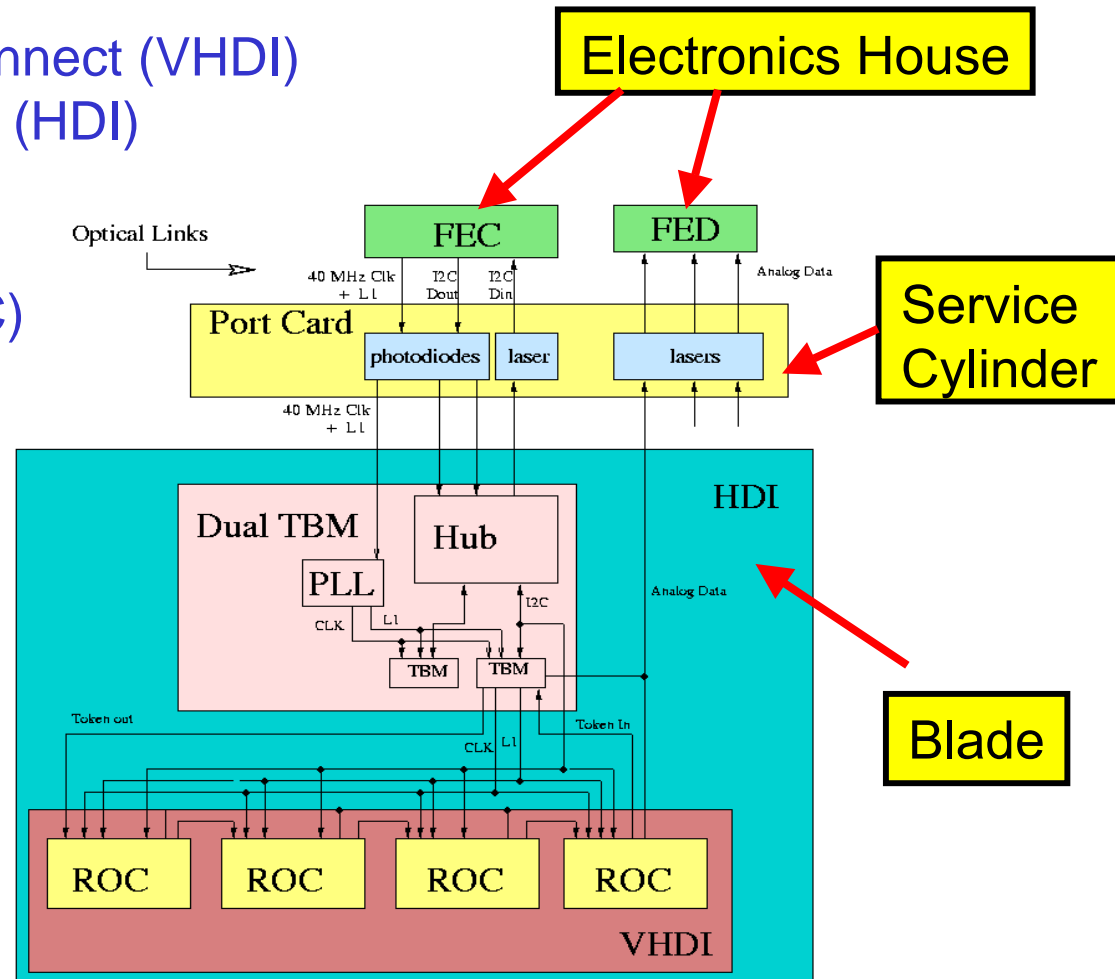 onnect (VHDI)
(HDI)
C)
Electronics House
Optical Links
FEC
FED
40 MHz Clk
+ L1
I2C
Dout
I2C
Din
Analog Data
Port Card
photodiodes
laser
lasers
Service
Cylinder
40 MHz Clk
+ L1
HDI
Dual TBM
Hub
PLL
I2C
Analog Data
CLK
L1
TBM
TBM
Blade
Token out
CLK
L1
Token In
ROC
ROC
ROC
ROC
VHDI